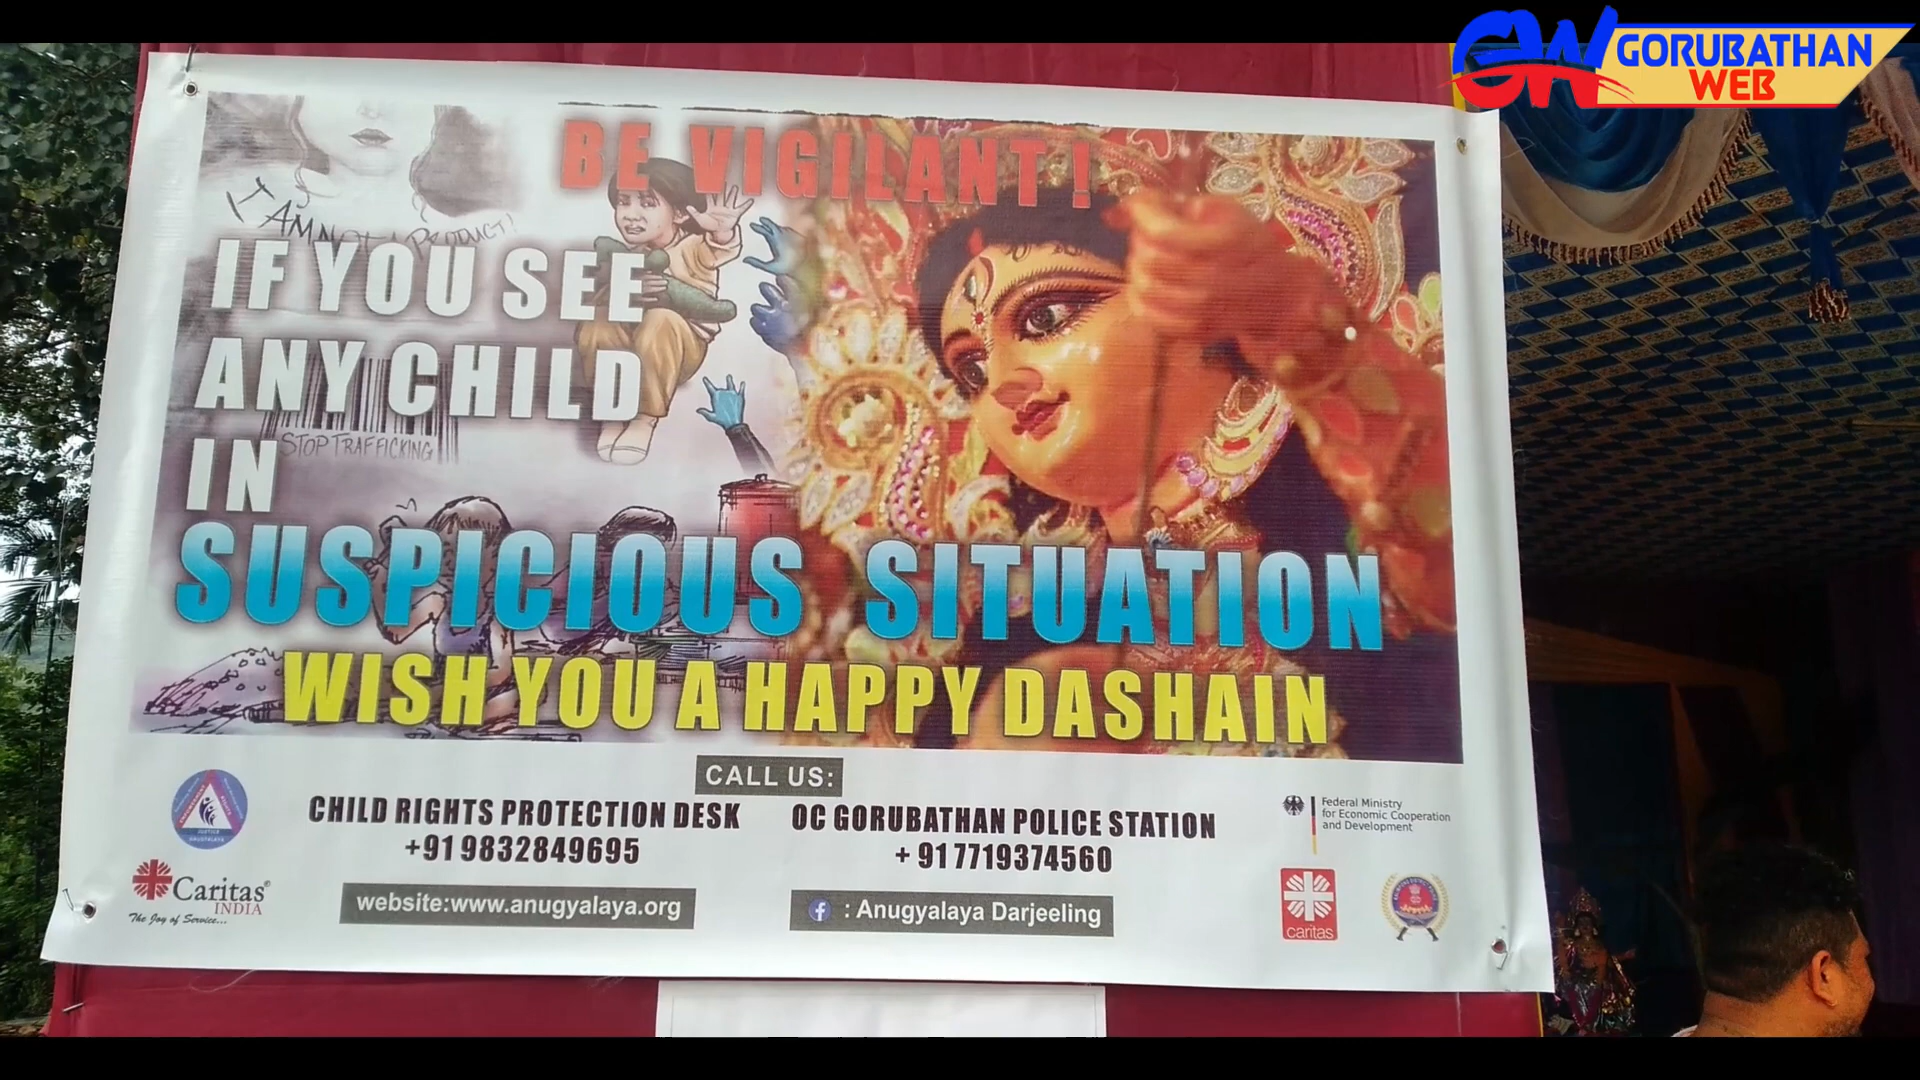 GORUBATHAN
WEB
BE VIGILANT!
I AM NOT A PRODUCT!
IF YOU SEE
ANY CHILD
STOP TRAFFICKING
IN
SUSPICIOUS SITUATION
WISH YOU A HAPPY DASHAIN
CALL US:
CHILD RIGHTS PROTECTION DESK
+91 9832849695
OC GORUBATHAN POLICE STATION
+ 91 7719374560
website:www.anugyalaya.org
f : Anugyalaya Darjeeling
JUSTICE
ANUGYALAYA
Caritas®
INDIA
The Joy of Service...
Federal Ministry
for Economic Cooperation
and Development
caritas